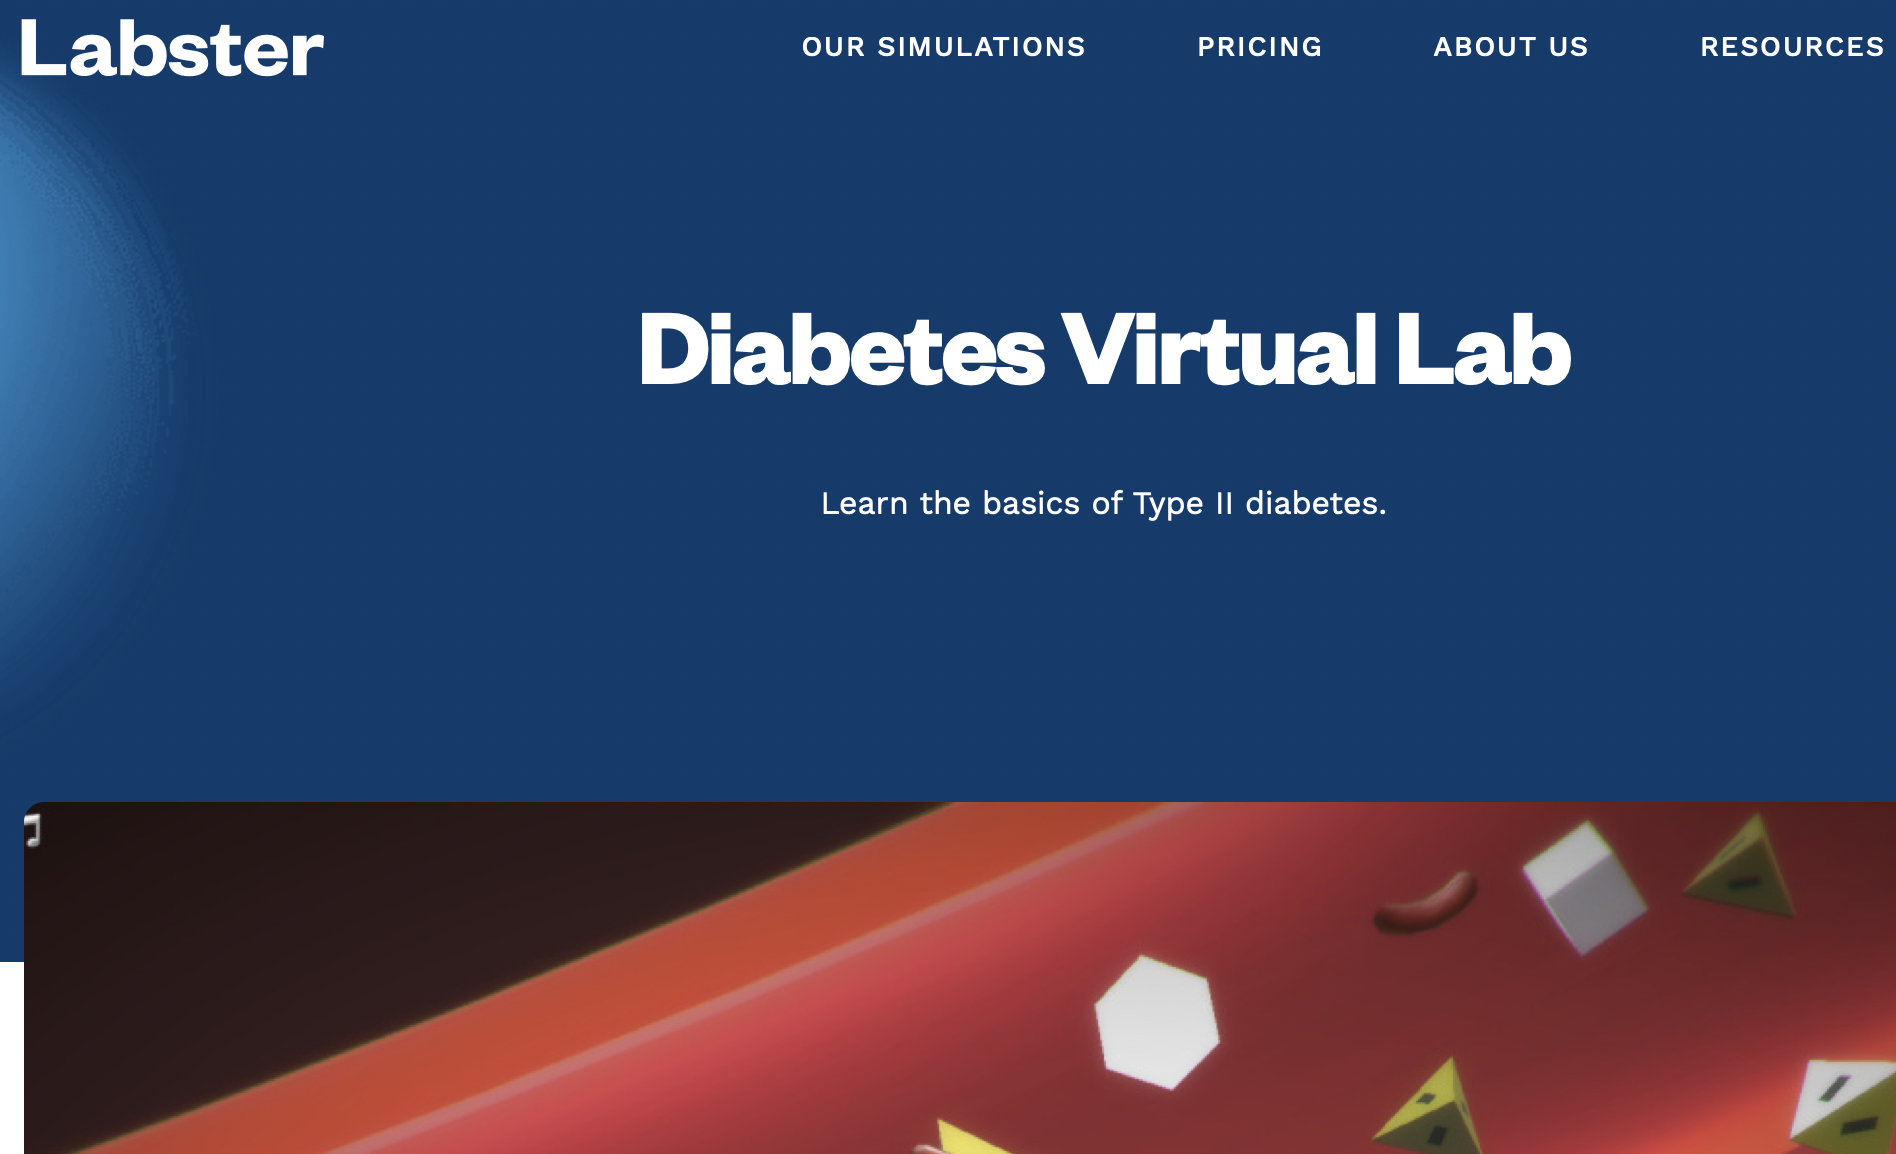 Labster
OUR SIMULATIONS PRICING ABOUT US RESOURCES
Diabetes Virtual Lab
Learn the basics of Type II diabetes.